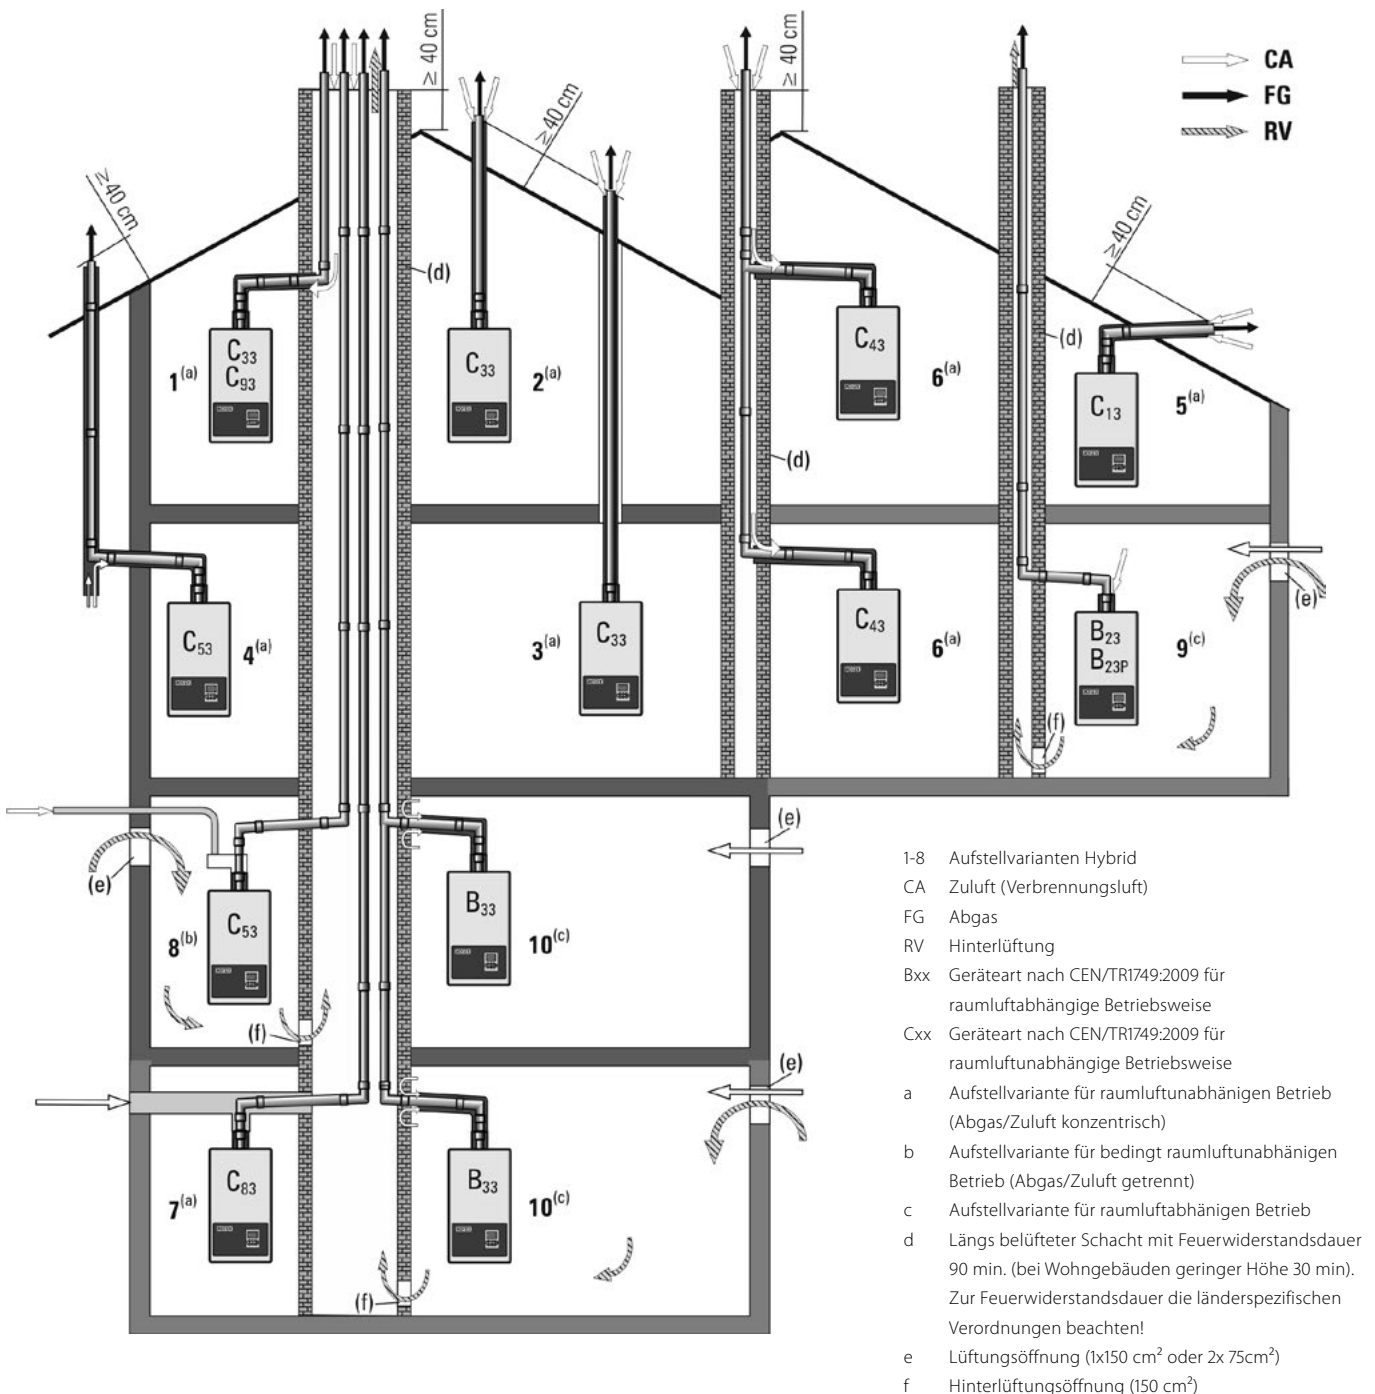 ≥ 40 cm
≥ 40 cm
CA
FG
RV
≥ 40 cm
≥ 40 cm
≥ 40 cm
(d)
(d)
(d)
C33
C93
1(a)
C33
2(a)
C43
6(a)
C13
5(a)
C53
4(a)
3(a)
C33
C43
6(a)
B23
B23P
9(c)
(e)
(f)
(e)
C53
8(b)
(f)
B33
10(c)
(e)
C83
7(a)
B33
10(c)
(e)
(f)
1-8 Aufstellvarianten Hybrid
CA Zuluft (Verbrennungsluft)
FG Abgas
RV Hinterlüftung
Bxx Geräteart nach CEN/TR1749:2009 für
raumluftabhängige Betriebsweise
Cxx Geräteart nach CEN/TR1749:2009 für
raumluftunabhängige Betriebsweise
a Aufstellvariante für raumluftunabhänigen Betrieb
(Abgas/Zuluft konzentrisch)
b Aufstellvariante für bedingt raumluftunabhänigen
Betrieb (Abgas/Zuluft getrennt)
c Aufstellvariante für raumluftabhänigen Betrieb
d Längs belüfteter Schacht mit Feuerwiderstandsdauer
90 min. (bei Wohngebäuden geringer Höhe 30 min).
Zur Feuerwiderstandsdauer die länderspezifischen
Verordnungen beachten!
e Lüftungsöffnung (1x150 cm² oder 2x 75cm²)
f Hinterlüftungsöffnung (150 cm²)